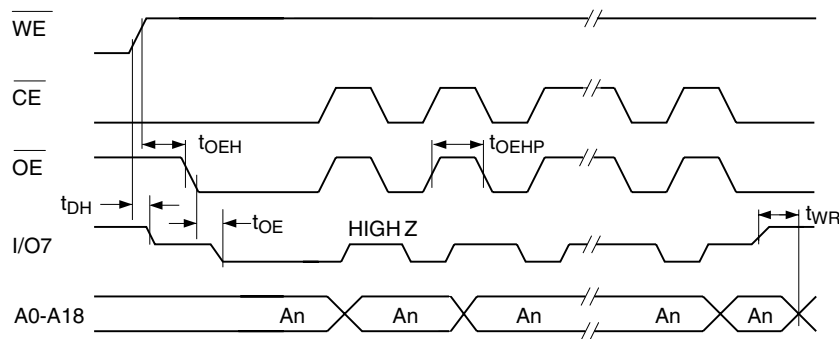 WE
CE
tOEH
tOEHP
OE
tDH
tOE
HIGH Z
tWR
I/O7
A0-A18 An An An An An